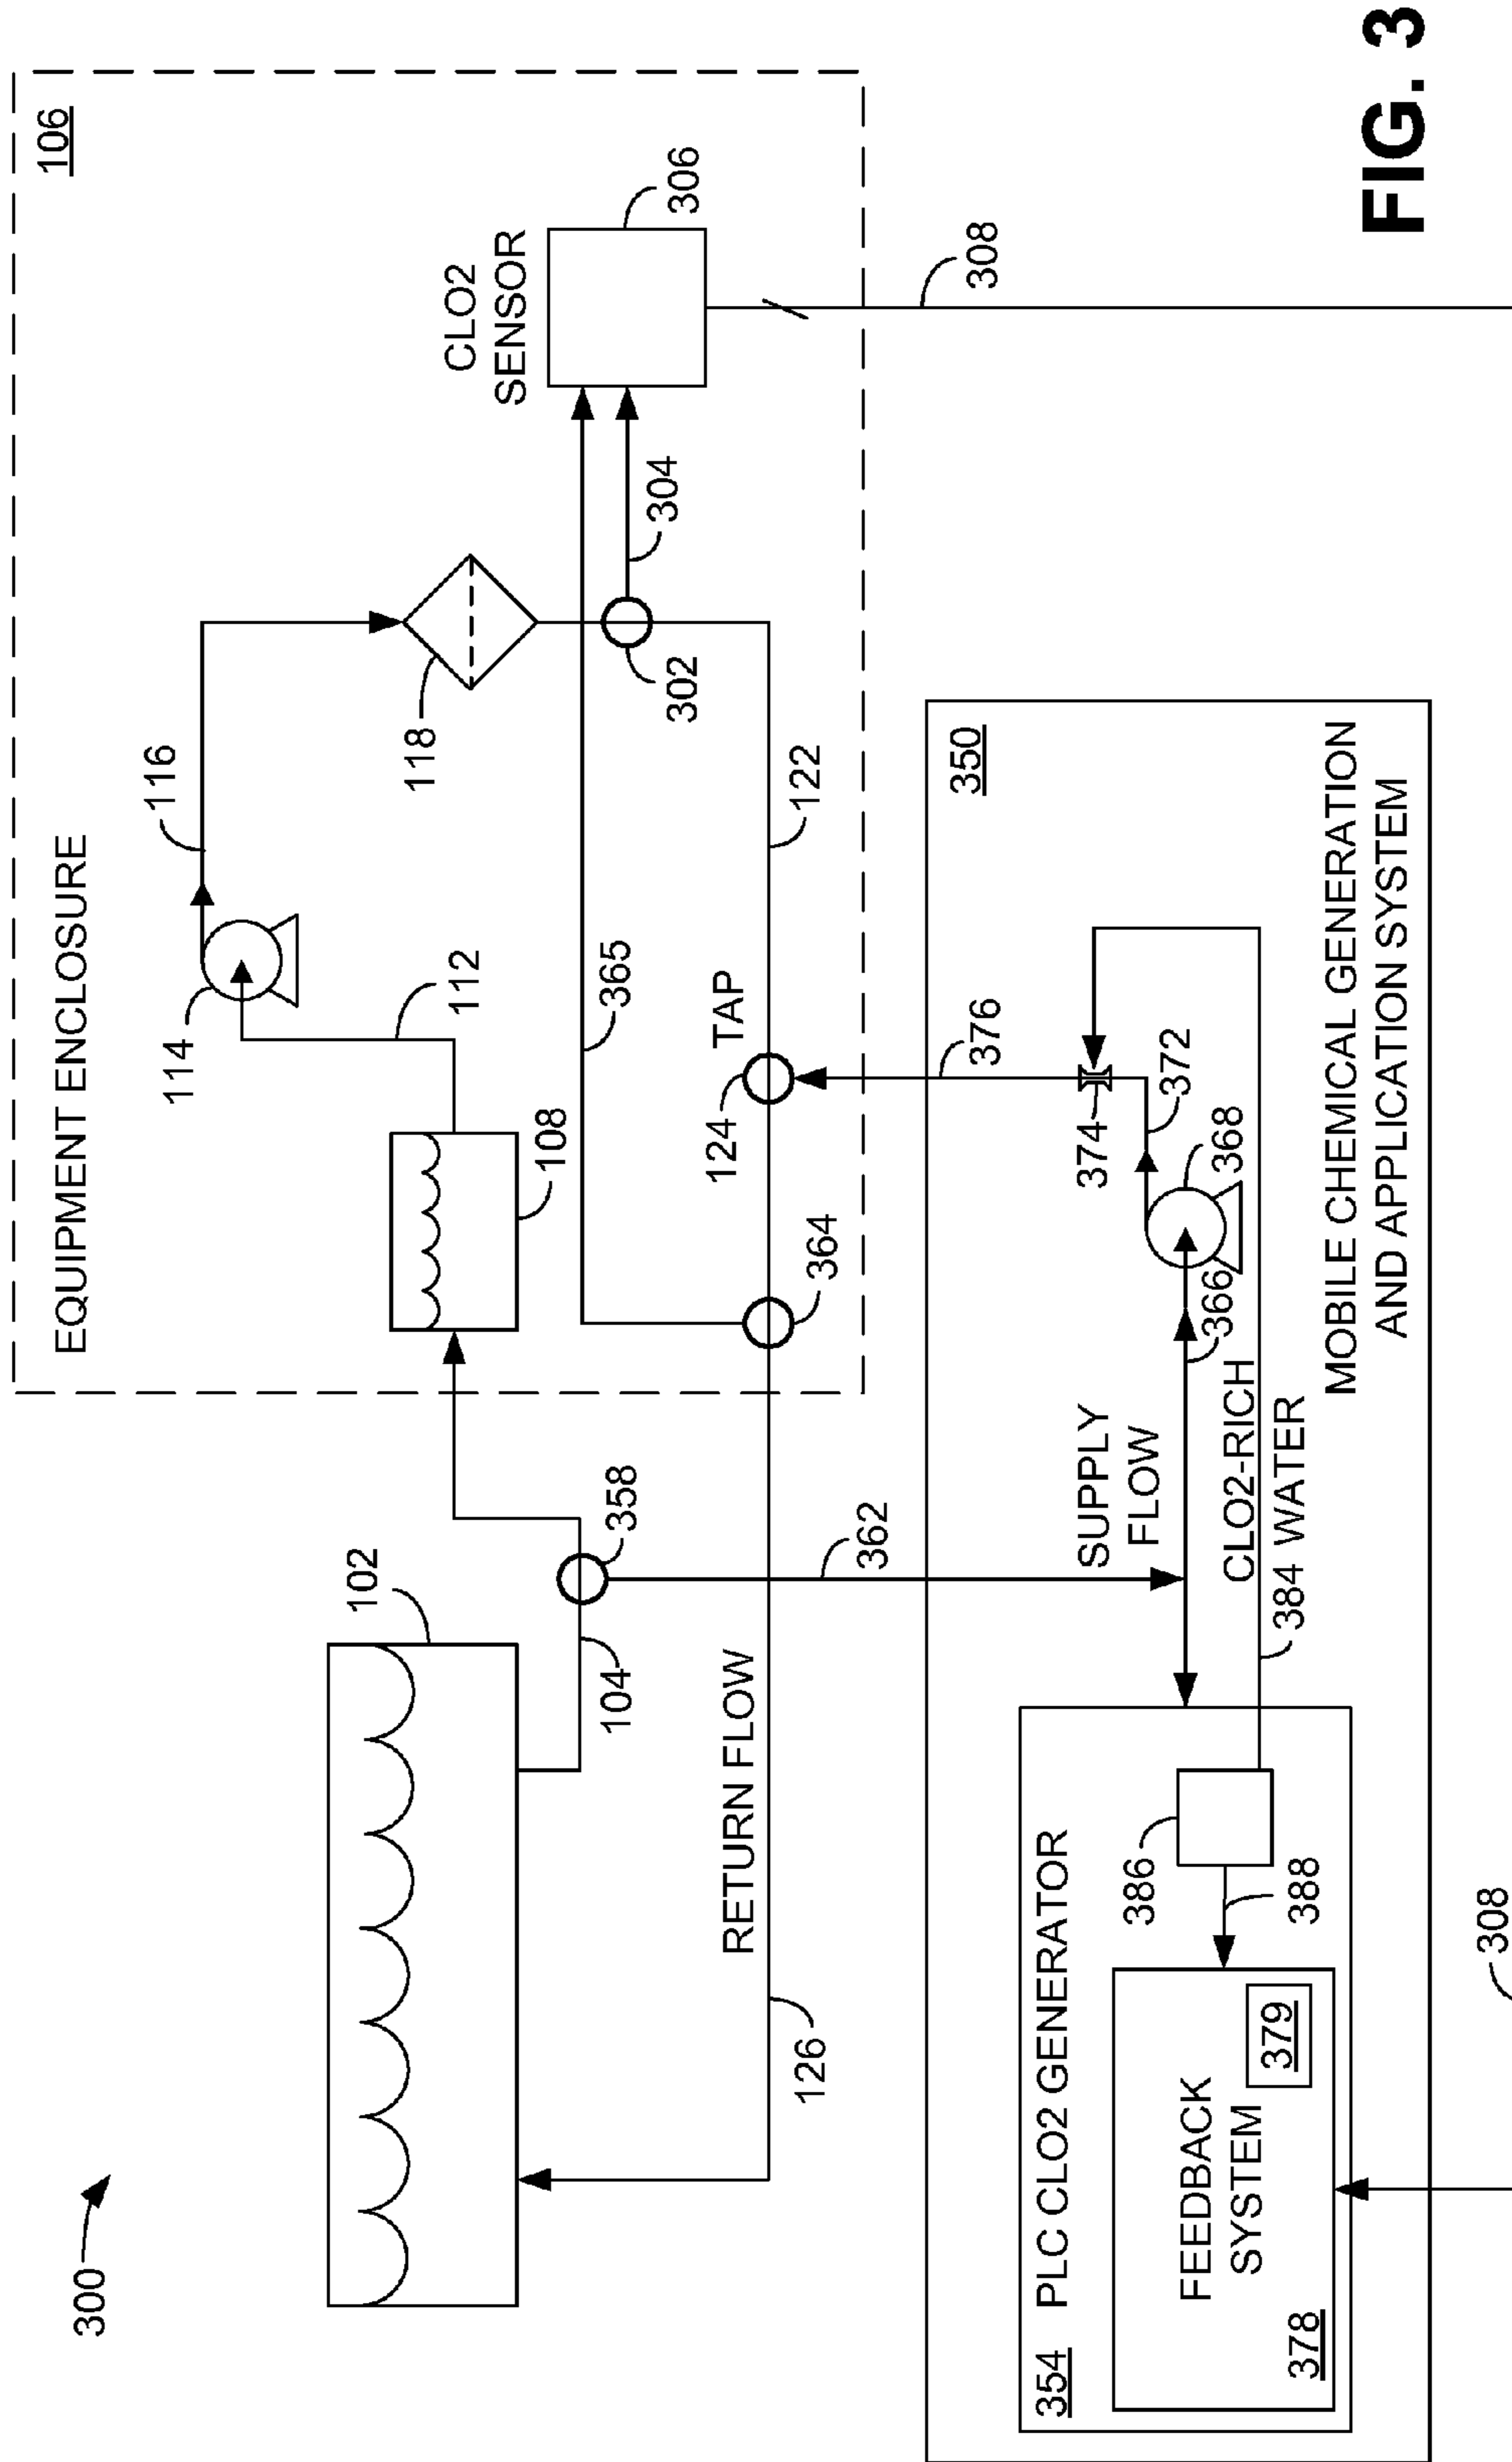 300
102
104
358
362
RETURN FLOW
126
EQUIPMENT ENCLOSURE
106
114
116
112
108
118
CLO2
SENSOR
306
304
302
365
TAP
124
364
122
308
350
376
374
372
368
366
SUPPLY
FLOW
CLO2-RICH
384 WATER
354 PLC CLO2 GENERATOR
386
388
FEEDBACK
SYSTEM
379
378
MOBILE CHEMICAL GENERATION
AND APPLICATION SYSTEM
308
FIG. 3